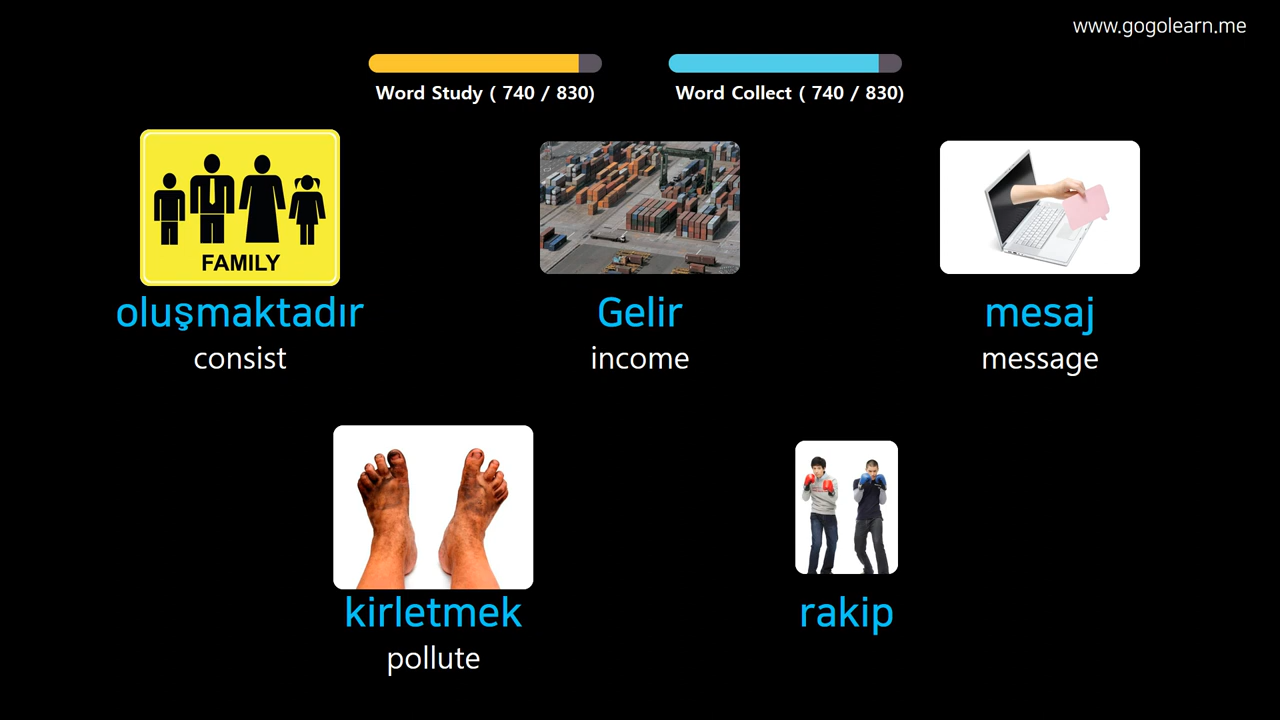 www.gogolearn.me
Word Study ( 740 / 830)
Word Collect ( 740 / 830)
FAMILY
oluşmaktadır
consist
Gelir
income
mesaj
message
kirletmek
pollute
rakip